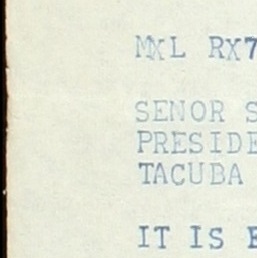 MXL RX7
SENOR S
PRESIDE
TACUBA
IT IS E